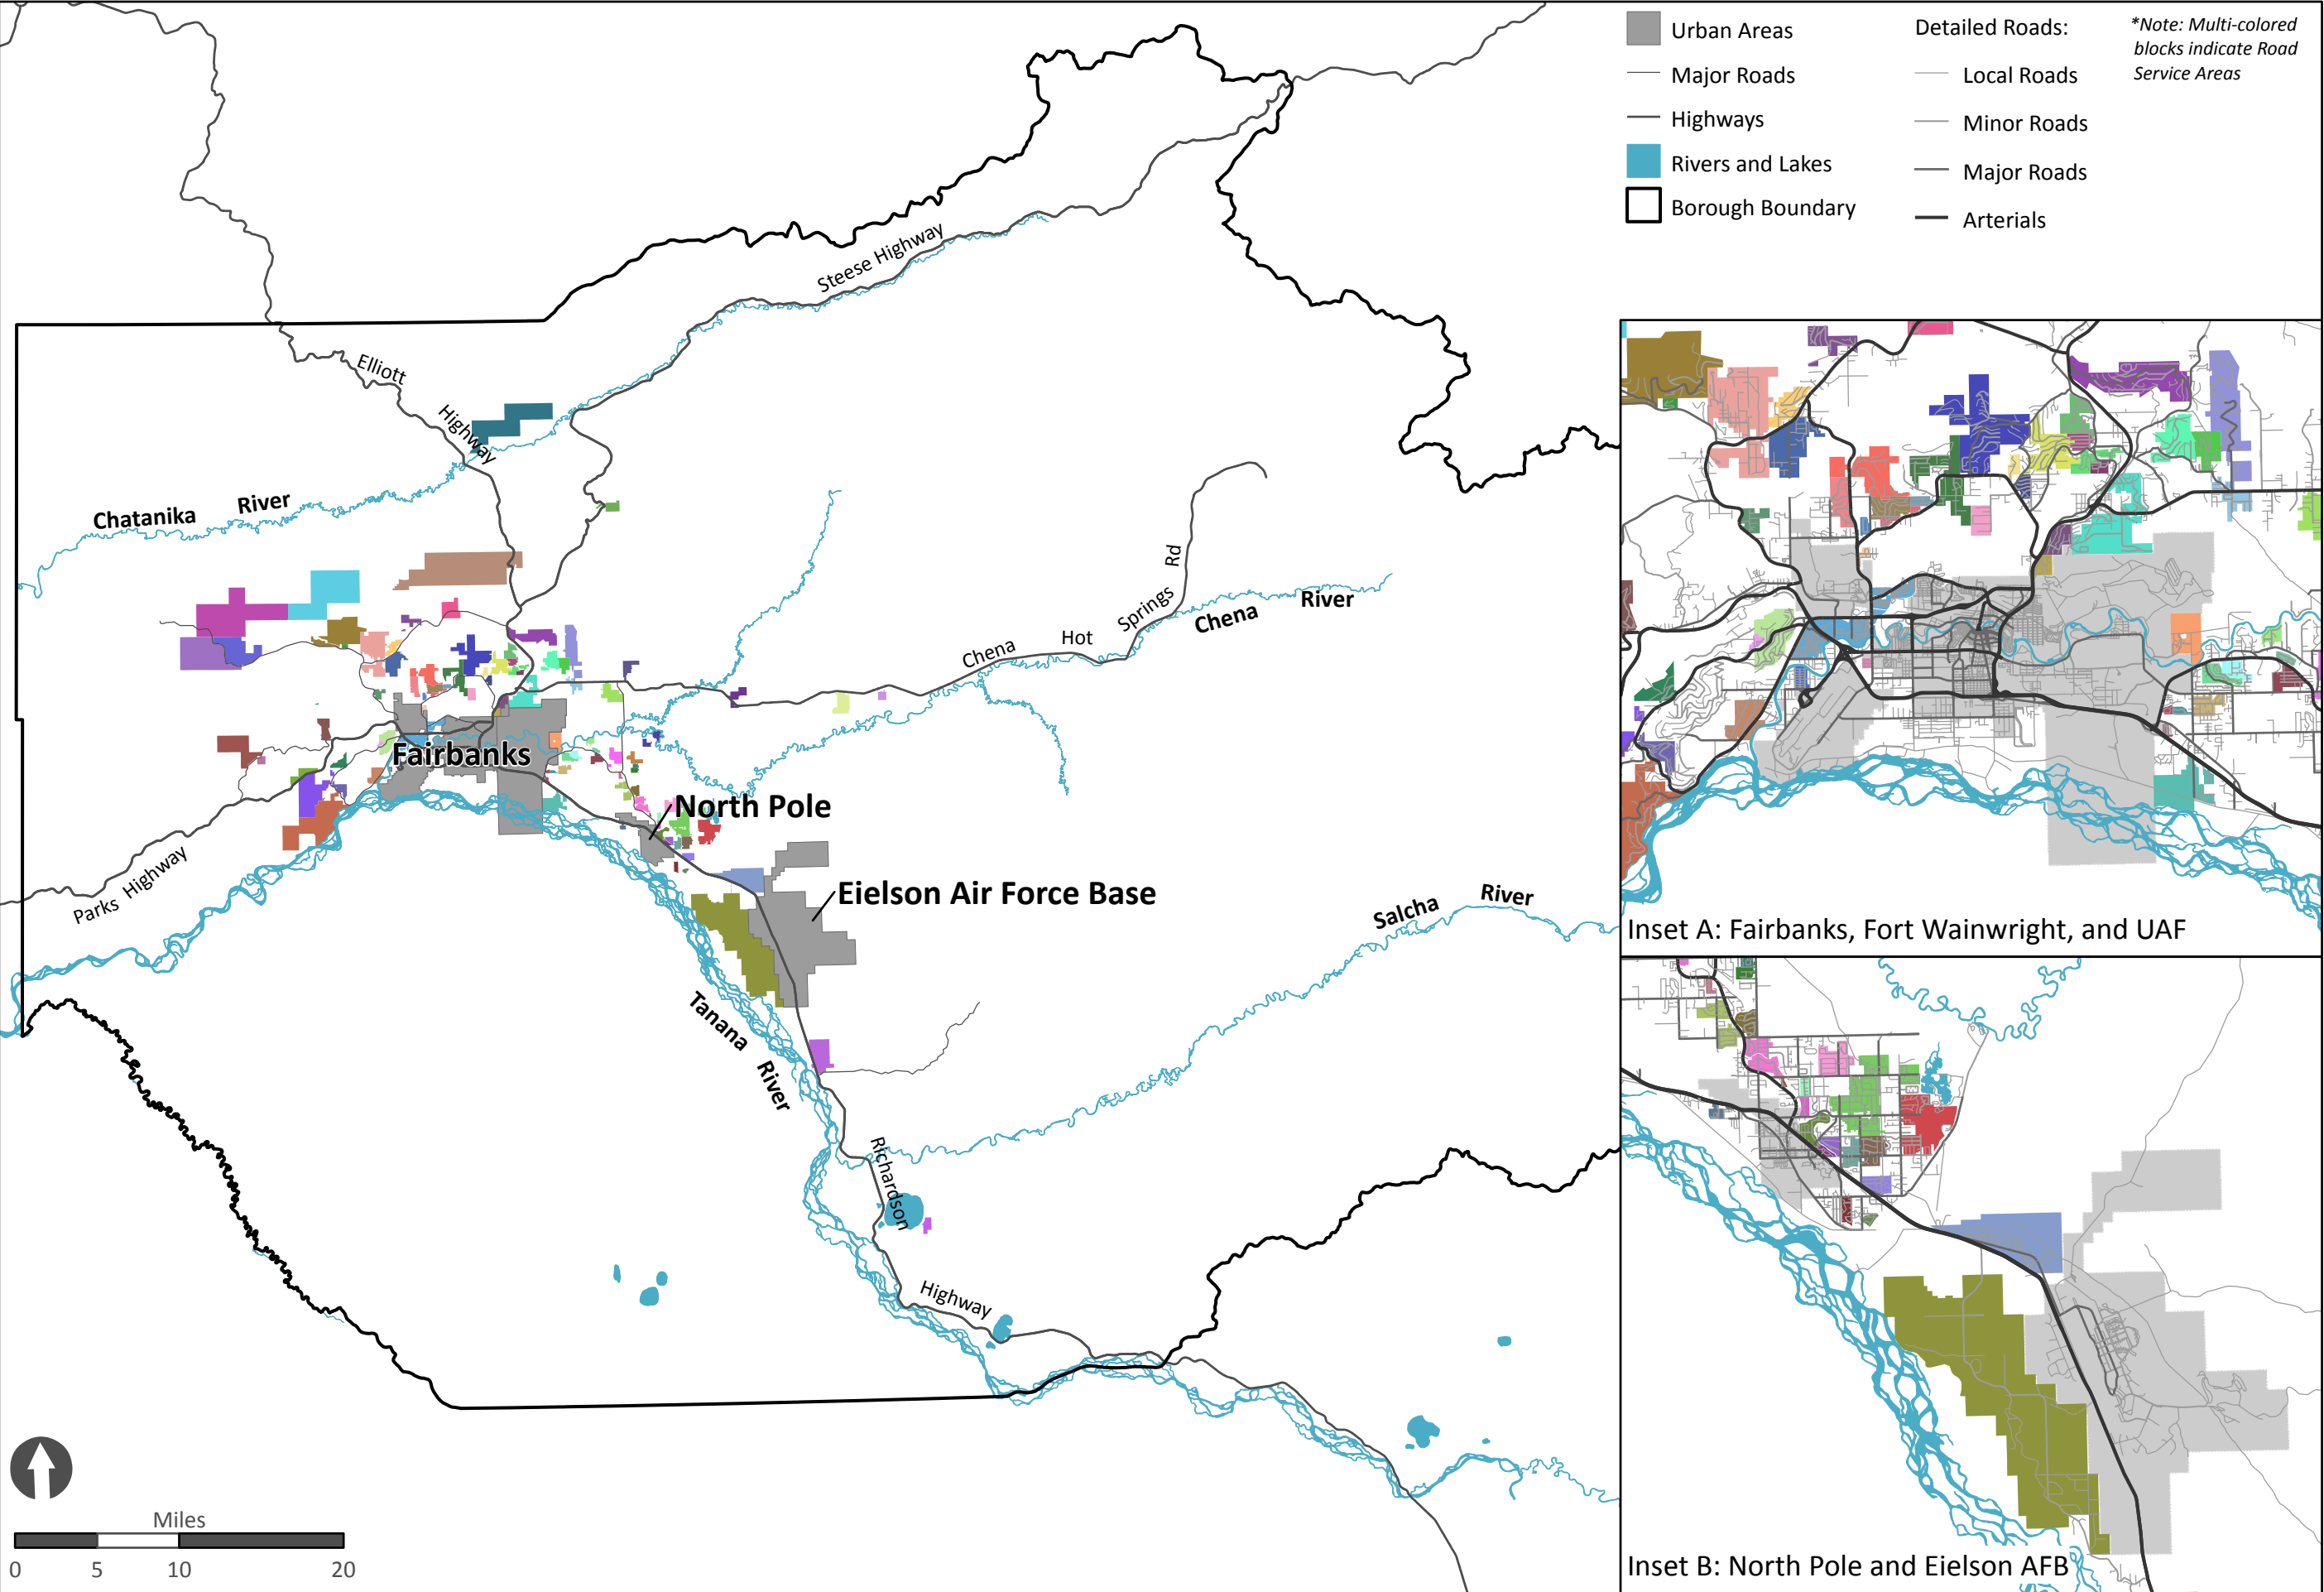 Urban Areas
Major Roads
Highways
Rivers and Lakes
Borough Boundary
Detailed Roads:
Local Roads
Minor Roads
Major Roads
Arterials
*Note: Multi-colored
blocks indicate Road
Service Areas
Steese Highway
Elliott
Highway
Chatanika River
Chena Hot Springs Rd
Chena River
Fairbanks
North Pole
Eielson Air Force Base
Parks Highway
Salcha River
Tanana River
Richardson
Highway
Miles
0 5 10 20
Inset A: Fairbanks, Fort Wainwright, and UAF
Inset B: North Pole and Eielson AFB